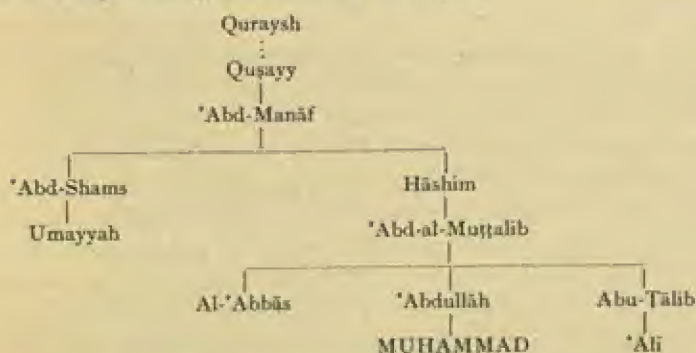 Quraysh
Quṣayy
'Abd-Manāf
'Abd-Shams Hāshim
Umayyah 'Abd-al-Muṭṭalib
Al-'Abbās 'Abdullāh Abu-Ṭālib
MUHAMMAD 'Alī